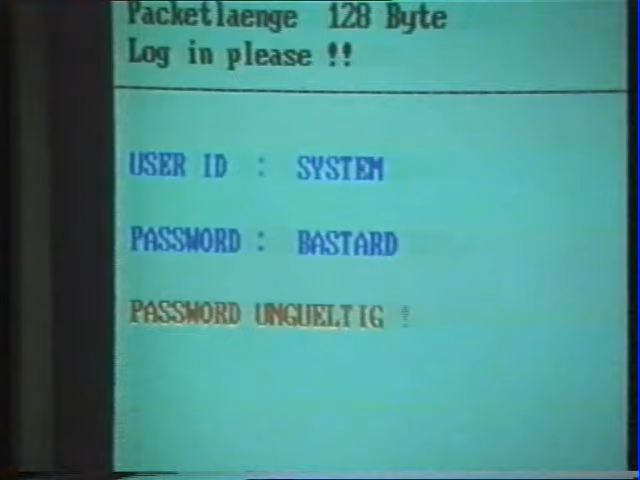 Packetlaenge 128 Byte
Log in please !!
USER ID : SYSTEM
PASSWORD : BASTARD
PASSWORD UNGUELTIG !